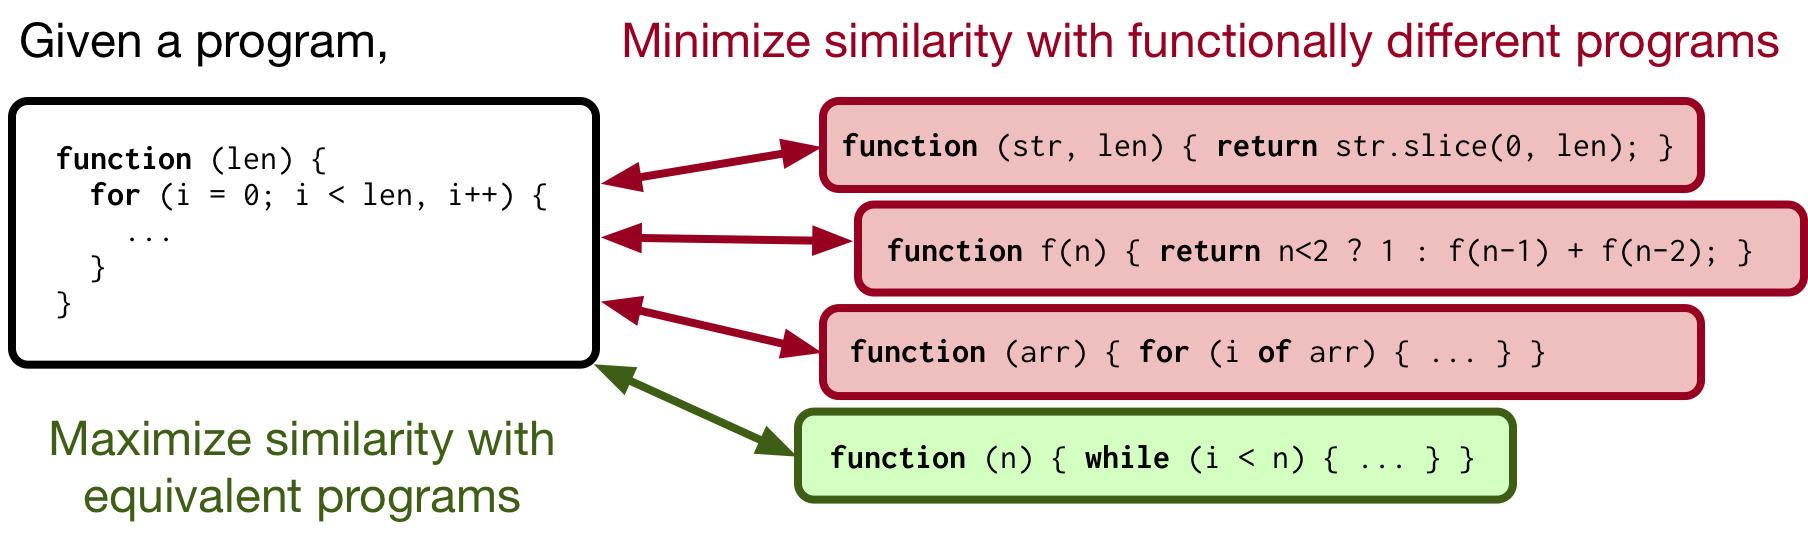 Given a program,
Minimize similarity with functionally different programs
function (len) {
for (i = 0; i < len, i++) {
...
}
}
function (str, len) { return str.slice(0, len); }
function f(n) { return n<2 ? 1 : f(n-1) + f(n-2); }
function (arr) { for (i of arr) { ... } }
function (n) { while (i < n) { ... } }
Maximize similarity with
equivalent programs